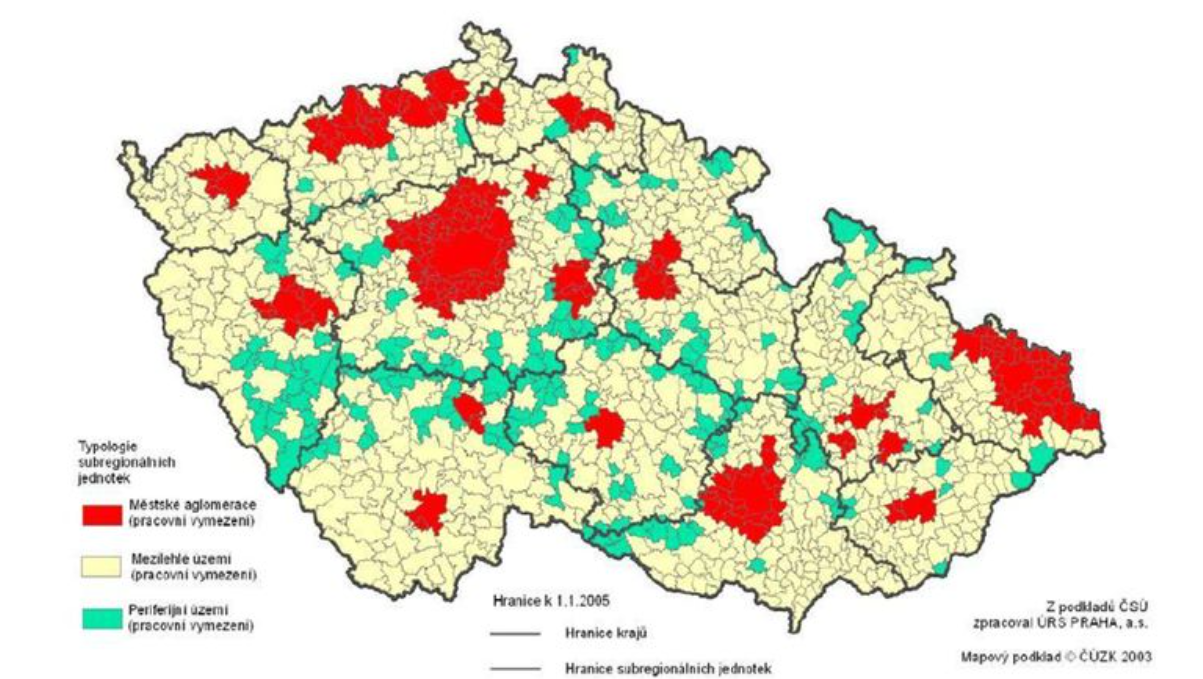 Typologie
subregionálních
jednotek
Městské aglomerace
(pracovní vymezení)
Mezilehlé území
(pracovní vymezení)
Periferijní území
(pracovní vymezení)
Hranice k 1.1.2005
Hranice krajů
Hranice subregionálních jednotek
Z podkladů ČSÚ
zpracoval ÚRS PRAHA, a.s.
Mapový podklad © ČÚZK 2003